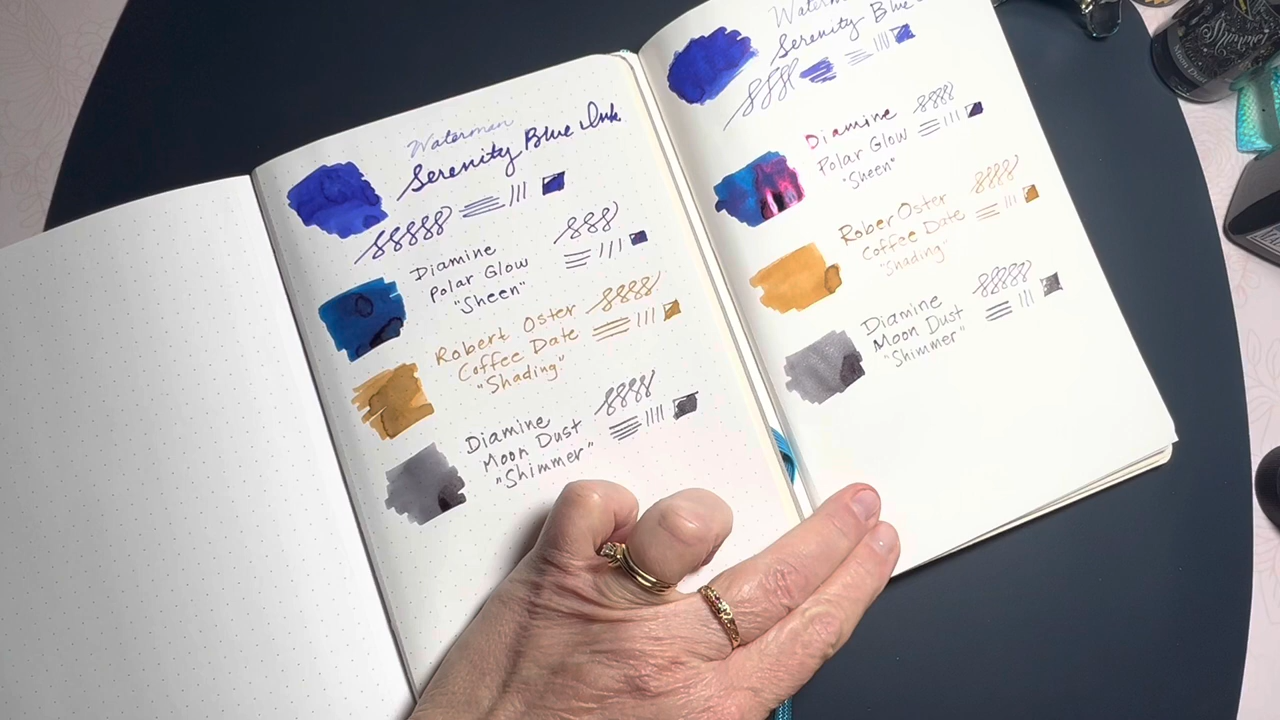 Waterman
Serenity Blue Ink
Diamine
Polar Glow
"Sheen"
Robert Oster
Coffee Date
"Shading"
Diamine
Moon Dust
"Shimmer"
Serenity Blue
Diamine
Polar Glow
"Sheen"
Rober Oster
Coffee Date
"Shading"
Diamine
Moon Dust
"Shimmer"